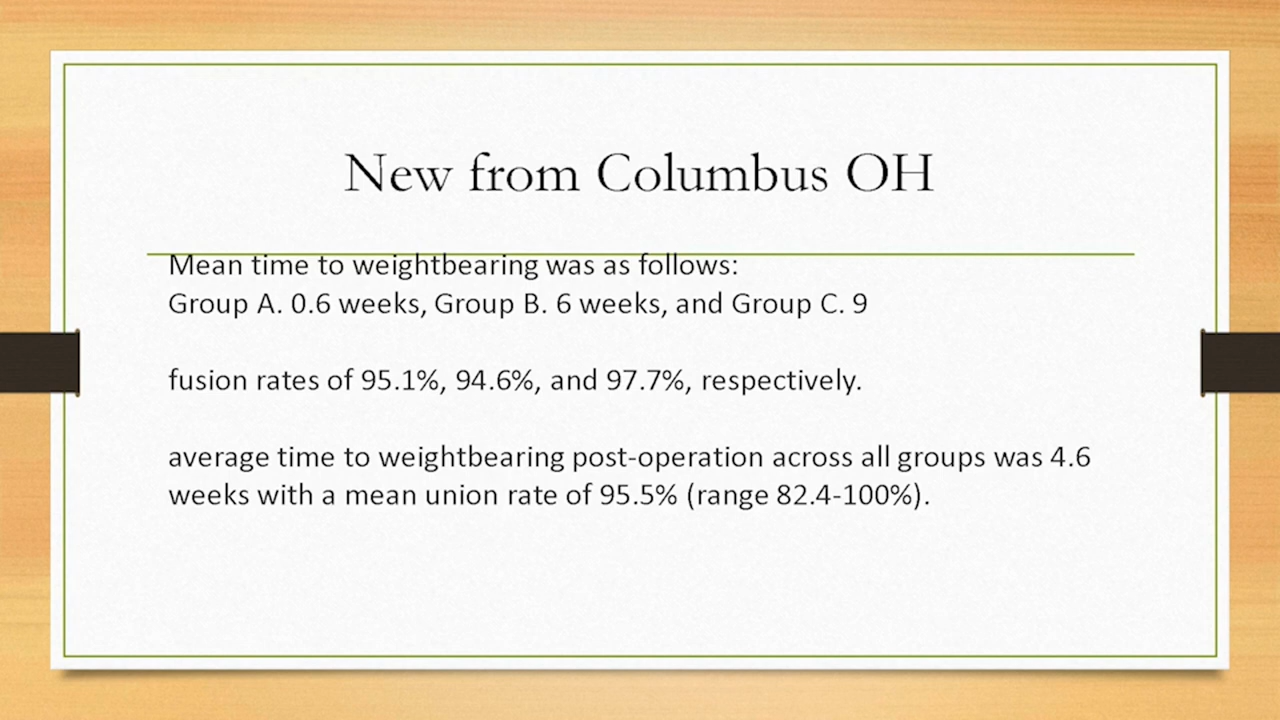 New from Columbus OH
Mean time to weightbearing was as follows:
Group A. 0.6 weeks, Group B. 6 weeks, and Group C. 9
fusion rates of 95.1%, 94.6%, and 97.7%, respectively.
average time to weightbearing post-operation across all groups was 4.6
weeks with a mean union rate of 95.5% (range 82.4-100%).